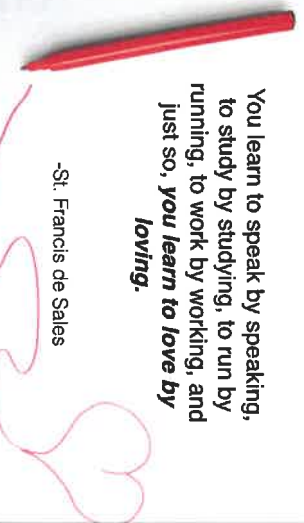 You learn to speak by speaking,
to study by studying, to run by
running, to work by working, and
just so, you learn to love by
loving.
-St. Francis de Sales